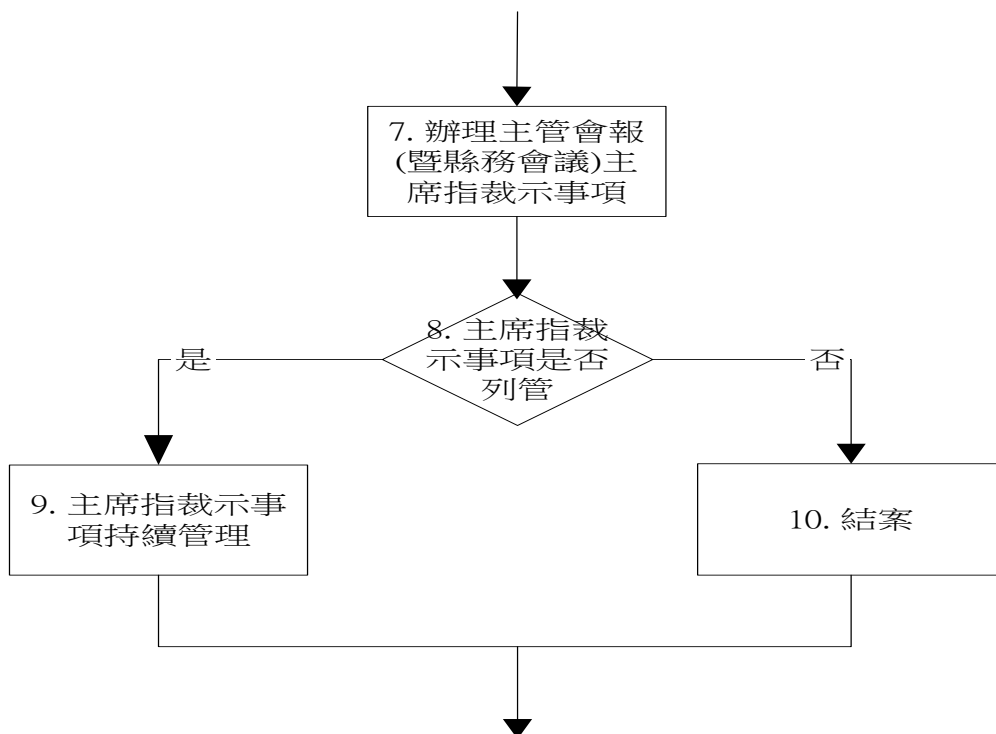 7. 辦理主管會報
(暨縣務會議)主
席指裁示事項
8. 主席指裁
示事項是否
列管
是
否
9. 主席指裁示事
項持續管理
10. 結案